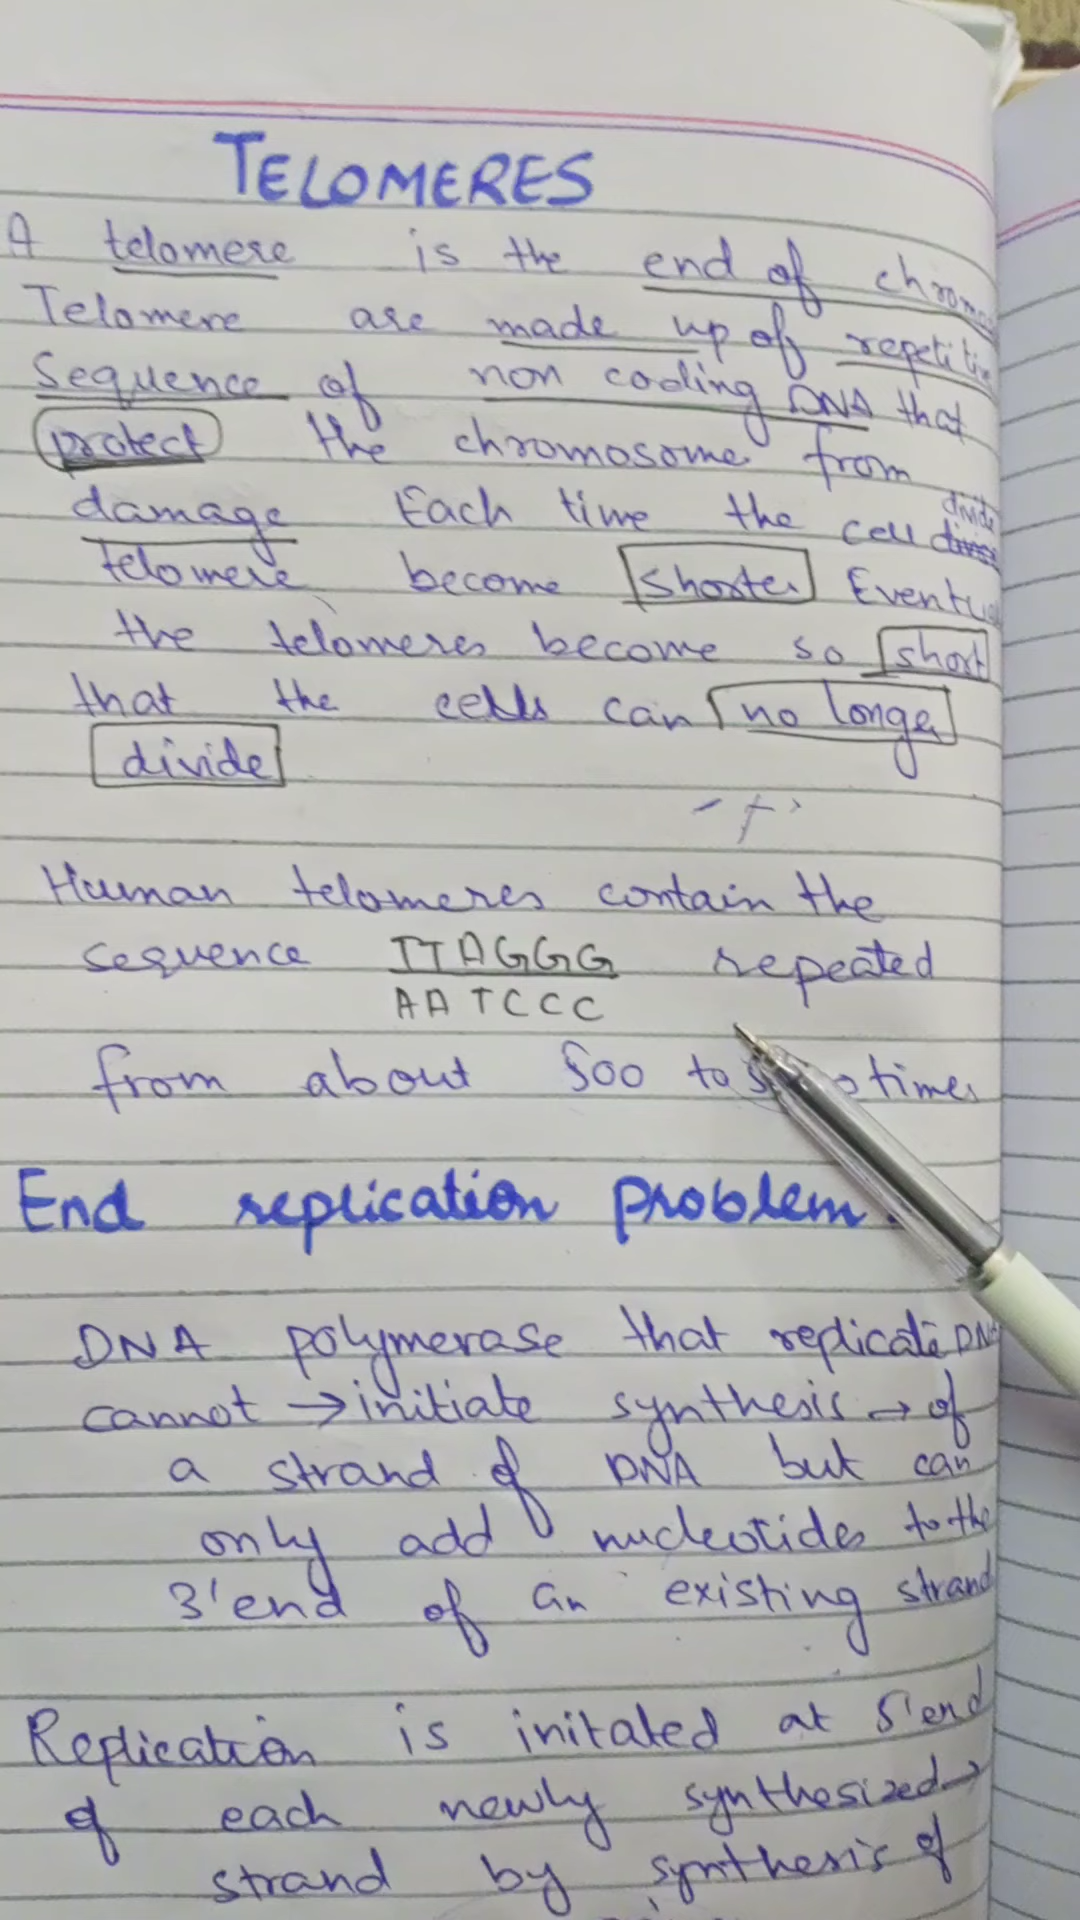 TELOMERES
A telomere is the end of
Telomere are made up of
sequence of non coding DNA that
protect the chromosome from
damage Each time the cell divide
telomere become shorter
the telomeres become so short
that the cells can no longer
divide
Human telomeres contain the
sequence TTAGGG repeated
AATCCC
from about 500 to times
End replication problem.
DNA polymerase that replicate DNA
cannot → initiate synthesis → of
a strand of DNA but can
only add nucleotides to the
3' end of an existing strand
Replication is initated at 5' end
of each newly synthesized →
strand by synthesis of